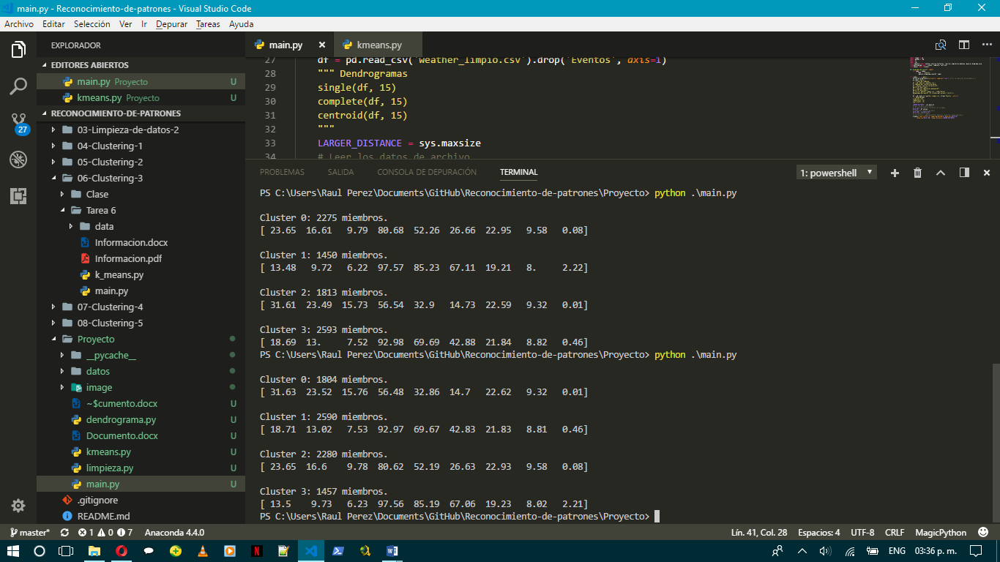 main.py - Reconocimiento-de-patrones - Visual Studio Code
Archivo Editar Selección Ver Ir Depurar Tareas Ayuda
EXPLORADOR
EDITORES ABIERTOS
main.py Proyecto U
kmeans.py Proyecto U
RECONOCIMIENTO-DE-PATRONES
27
03-Limpieza-de-datos-2
04-Clustering-1
05-Clustering-2
06-Clustering-3
Clase
Tarea 6
data
Informacion.docx
Informacion.pdf
k_means.py
main.py
07-Clustering-4
08-Clustering-5
Proyecto
__pycache__
datos
image
~$cumento.docx U
dendrograma.py U
Documento.docx U
kmeans.py U
limpieza.py U
main.py U
.gitignore
README.md
main.py × kmeans.py
27 df = pd.read_csv('weather_limpio.csv').drop('Eventos', axis=1)
28 """ Dendrogramas
29 single(df, 15)
30 complete(df, 15)
31 centroid(df, 15)
32 """
33 LARGER_DISTANCE = sys.maxsize
34 # Leer los datos de archivo
PROBLEMAS SALIDA CONSOLA DE DEPURACIÓN TERMINAL 1: powershell
PS C:\Users\Raul Perez\Documents\GitHub\Reconocimiento-de-patrones\Proyecto> python .\main.py
Cluster 0: 2275 miembros.
[ 23.65 16.61 9.79 80.68 52.26 26.66 22.95 9.58 0.08]
Cluster 1: 1450 miembros.
[ 13.48 9.72 6.22 97.57 85.23 67.11 19.21 8. 2.22]
Cluster 2: 1813 miembros.
[ 31.61 23.49 15.73 56.54 32.9 14.73 22.59 9.32 0.01]
Cluster 3: 2593 miembros.
[ 18.69 13. 7.52 92.98 69.69 42.88 21.84 8.82 0.46]
PS C:\Users\Raul Perez\Documents\GitHub\Reconocimiento-de-patrones\Proyecto> python .\main.py
Cluster 0: 1804 miembros.
[ 31.63 23.52 15.76 56.48 32.86 14.7 22.62 9.32 0.01]
Cluster 1: 2590 miembros.
[ 18.71 13.02 7.53 92.97 69.67 42.83 21.83 8.81 0.46]
Cluster 2: 2280 miembros.
[ 23.65 16.6 9.78 80.62 52.19 26.63 22.93 9.58 0.08]
Cluster 3: 1457 miembros.
[ 13.5 9.73 6.23 97.56 85.19 67.06 19.23 8.02 2.21]
PS C:\Users\Raul Perez\Documents\GitHub\Reconocimiento-de-patrones\Proyecto>
master* 1 0 7 Anaconda 4.4.0 Lín. 41, Col. 28 Espacios: 4 UTF-8 CRLF MagicPython
ENG 03:36 p. m.